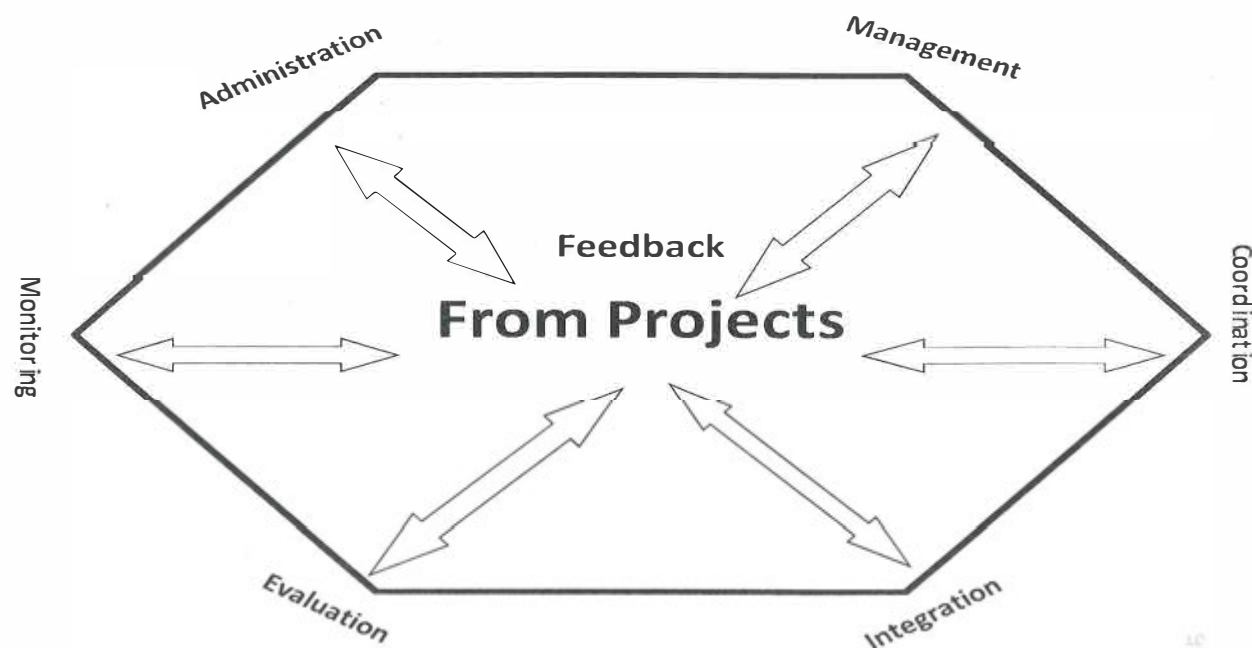 Administration
Management
Feedback
From Projects
Monitoring
Coordination
Evaluation
Integration